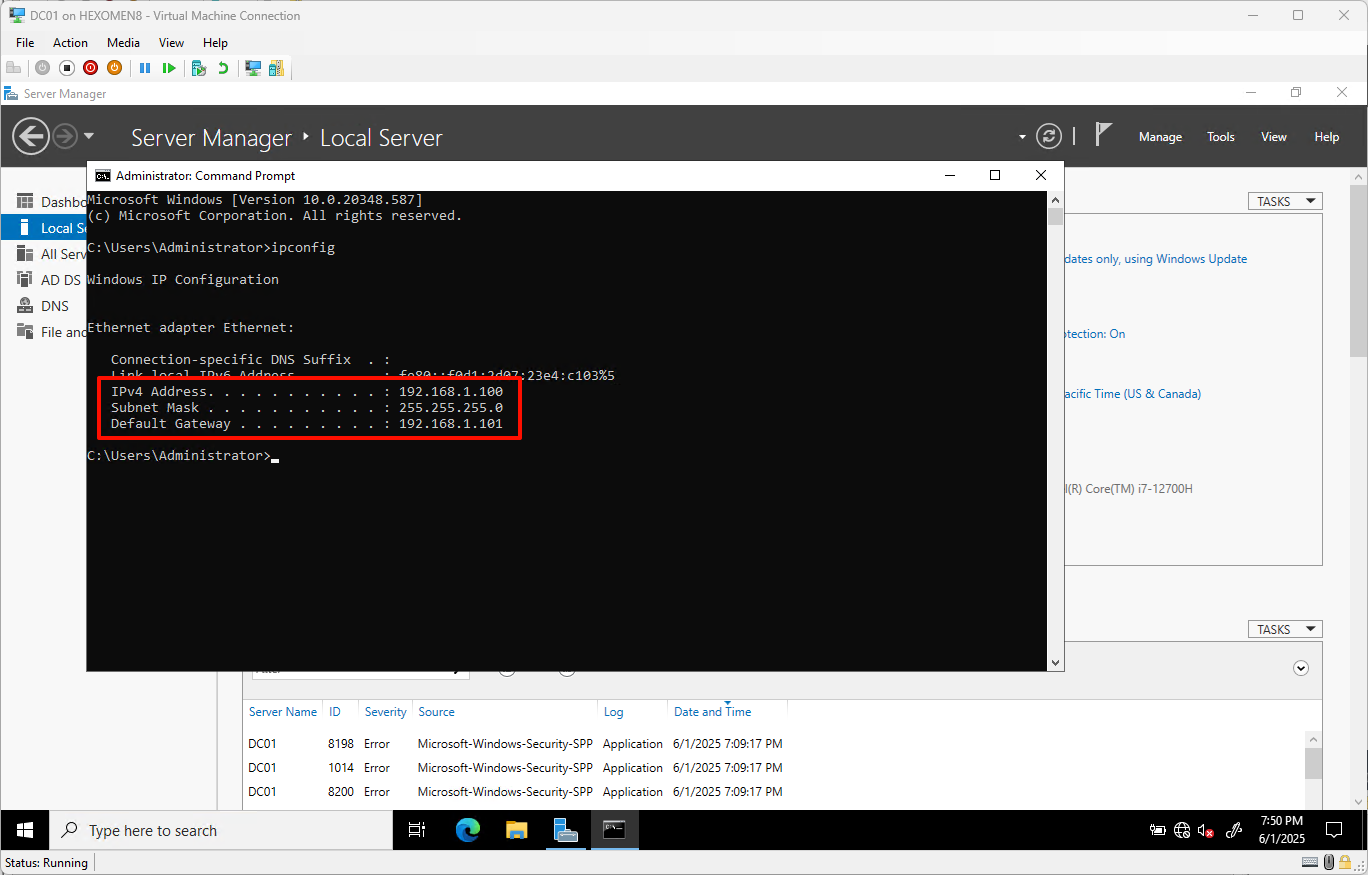 DC01 on HEXOMEN8 - Virtual Machine Connection
File Action Media View Help
Server Manager
Server Manager Local Server
Manage Tools View Help
Administrator: Command Prompt
Dashbo
Local Se
All Serv
AD DS
DNS
File and
Microsoft Windows [Version 10.0.20348.587]
(c) Microsoft Corporation. All rights reserved.
C:\Users\Administrator>ipconfig
Windows IP Configuration
Ethernet adapter Ethernet:
Connection-specific DNS Suffix . :
Link-local IPv6 Address . . . . . : fe80::f0d1:2d07:23e4:c103%5
IPv4 Address. . . . . . . . . . . : 192.168.1.100
Subnet Mask . . . . . . . . . . . : 255.255.255.0
Default Gateway . . . . . . . . . : 192.168.1.101
C:\Users\Administrator>
TASKS
dates only, using Windows Update
otection: On
acific Time (US & Canada)
l(R) Core(TM) i7-12700H
TASKS
Server Name ID Severity Source Log Date and Time
DC01 8198 Error Microsoft-Windows-Security-SPP Application 6/1/2025 7:09:17 PM
DC01 1014 Error Microsoft-Windows-Security-SPP Application 6/1/2025 7:09:17 PM
DC01 8200 Error Microsoft-Windows-Security-SPP Application 6/1/2025 7:09:17 PM
Type here to search
7:50 PM
6/1/2025
Status: Running